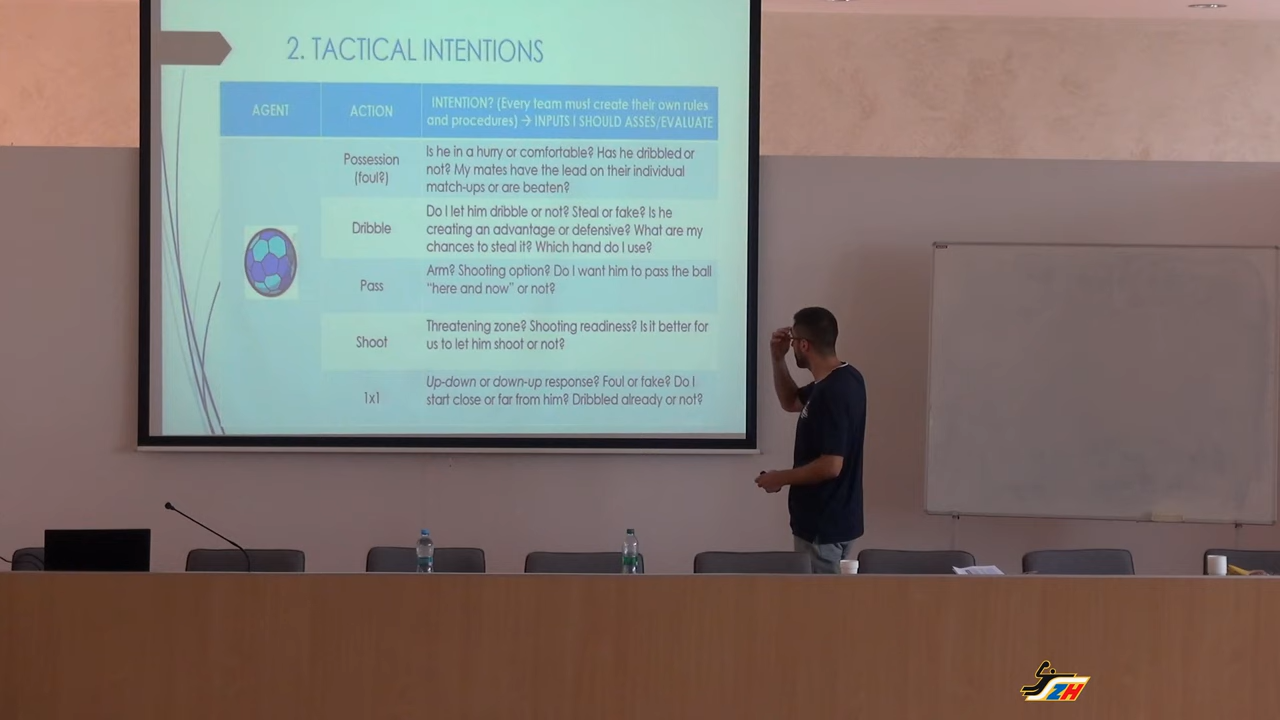 2. TACTICAL INTENTIONS
AGENT
ACTION
INTENTION? (Every team must create their own rules
and procedures) → INPUTS I SHOULD ASSES/EVALUATE
Possession
(foul?)
Is he in a hurry or comfortable? Has he dribbled or
not? My mates have the lead on their individual
match-ups or are beaten?
Dribble
Do I let him dribble or not? Steal or fake? Is he
creating an advantage or defensive? What are my
chances to steal it? Which hand do I use?
Pass
Arm? Shooting option? Do I want him to pass the ball
“here and now” or not?
Shoot
Threatening zone? Shooting readiness? Is it better for
us to let him shoot or not?
1x1
Up-down or down-up response? Foul or fake? Do I
start close or far from him? Dribbled already or not?
ZH